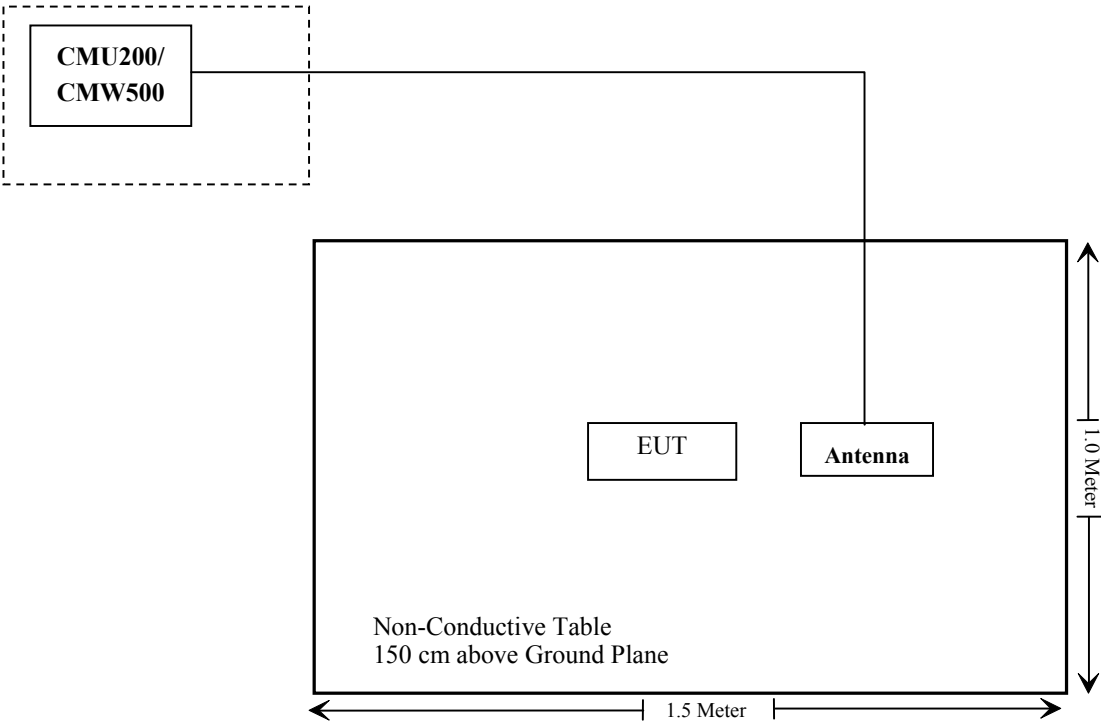 CMU200/
CMW500
EUT
Antenna
1.0 Meter
Non-Conductive Table
150 cm above Ground Plane
1.5 Meter